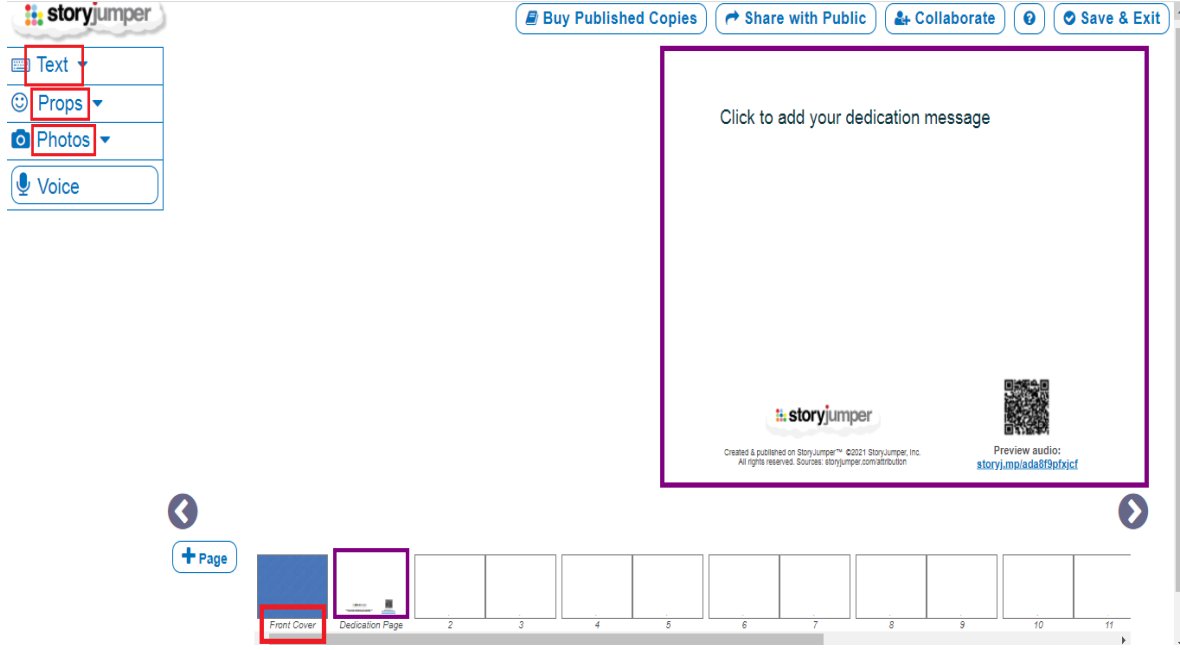 storyjumper
Buy Published Copies
Share with Public
Collaborate
?
Save & Exit
Text
Props
Photos
Voice
Click to add your dedication message
storyjumper
Created & published on StoryJumper™ ©2021 StoryJumper, Inc.
All rights reserved. Sources: storyjumper.com/attribution
Preview audio:
storyj.mp/ada8f9pfxjcf
+ Page
Front Cover
Dedication Page
2
3
4
5
6
7
8
9
10
11